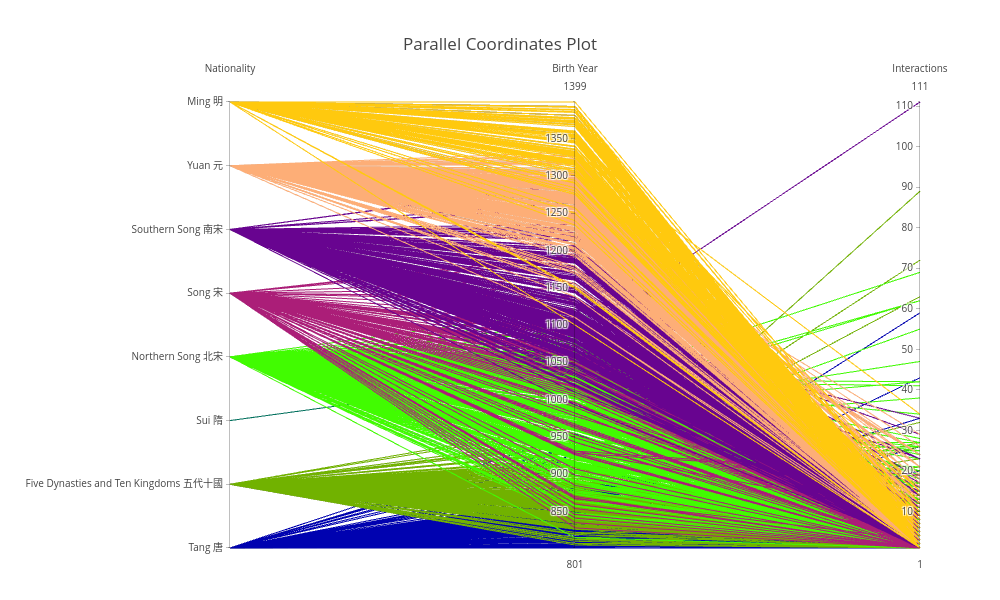 Parallel Coordinates Plot
Nationality
Birth Year
Interactions
1399
111
Ming 明
Yuan 元
Southern Song 南宋
Song 宋
Northern Song 北宋
Sui 隋
Five Dynasties and Ten Kingdoms 五代十國
Tang 唐
1350
1300
1250
1200
1150
1100
1050
1000
950
900
850
801
110
100
90
80
70
60
50
40
30
20
10
1